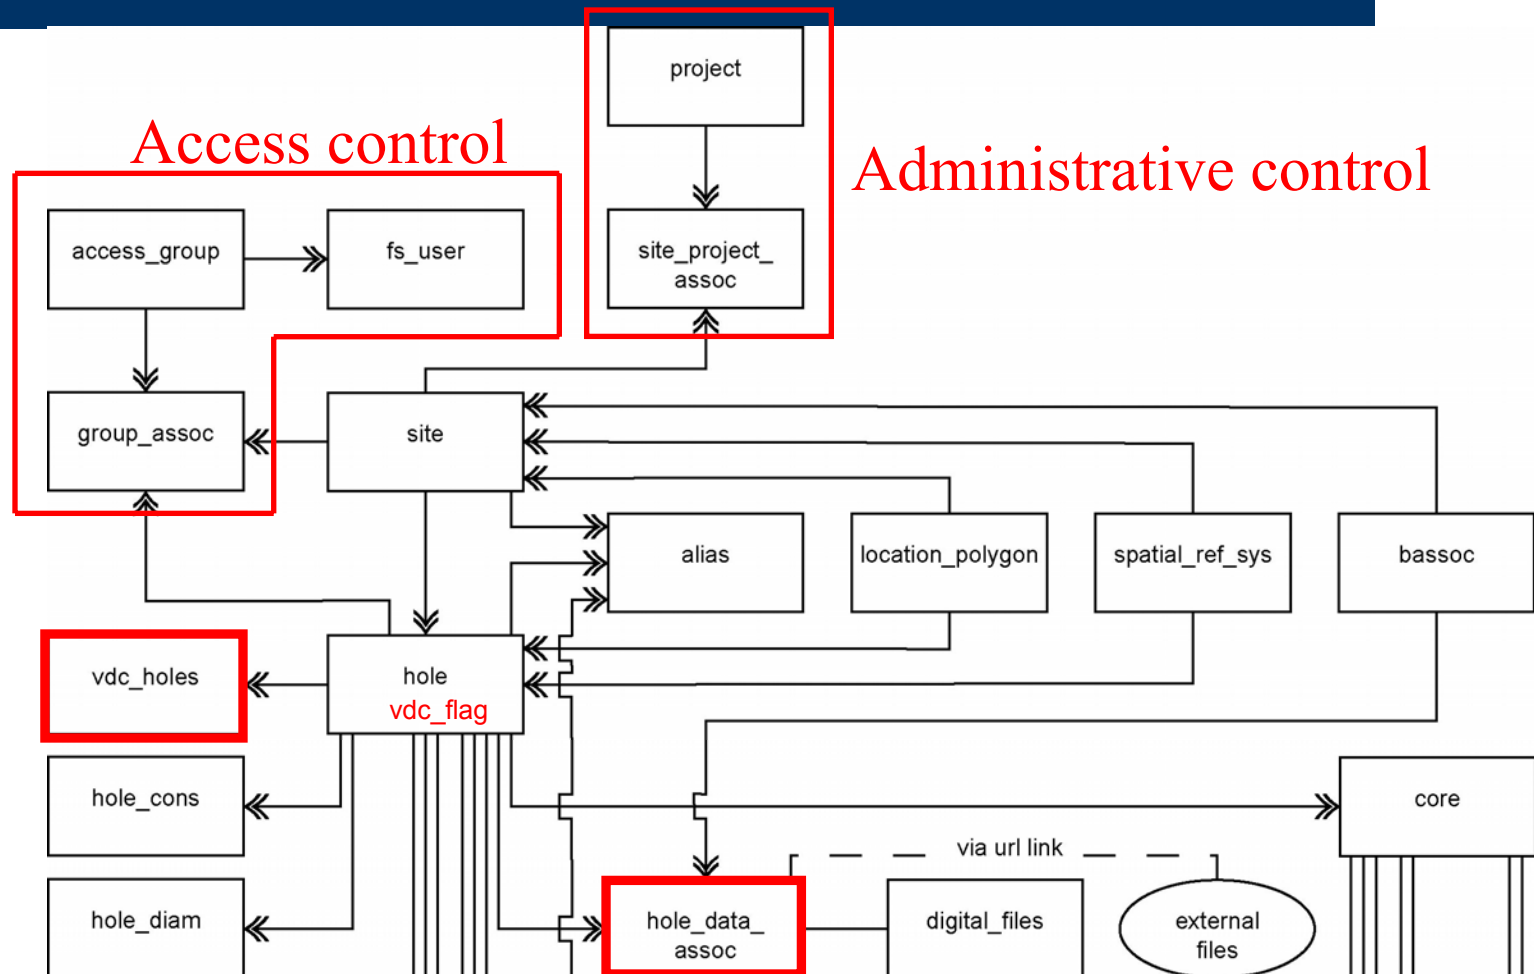 project
Access control
Administrative control
access_group
fs_user
site_project_
assoc
group_assoc
site
alias
location_polygon
spatial_ref_sys
bassoc
vdc_holes
hole
vdc_flag
hole_cons
core
via url link
hole_diam
hole_data_
assoc
digital_files
external
files